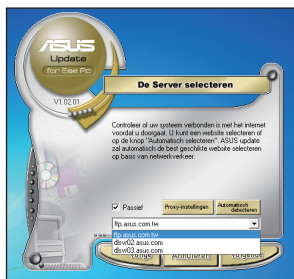 ASUS
Update
for Eee Pc
V1.02.01
De Server selecteren
Controleer of uw systeem verbonden is met het internet
voordat u doorgaat. U kunt een website selecteren of
op de knop "Automatisch selecteren". ASUS update
zal automatisch de best geschikte website selecteren
op basis van netwerkverkeer.
Passief
Proxy-instellingen
Automatisch
detecteren
ftp.asus.com.tw
ftp.asus.com.tw
dlsvr02.asus.com
dlsvr03.asus.com
Vorige
Annuleren
Volgende